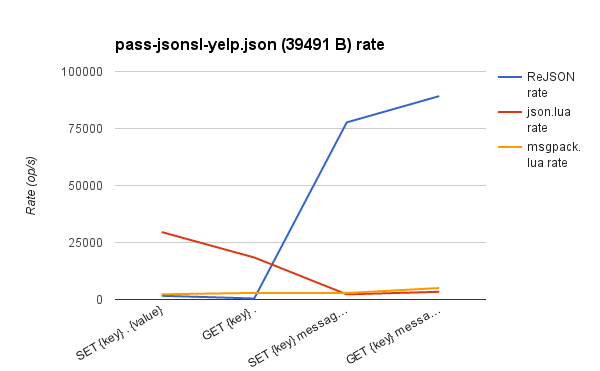 pass-jsonsl-yelp.json (39491 B) rate
100000
75000
50000
25000
0
Rate (op/s)
SET {key} . {value}
GET {key} .
SET {key} messag...
GET {key} messa...
ReJSON
rate
json.lua
rate
msgpack.
lua rate